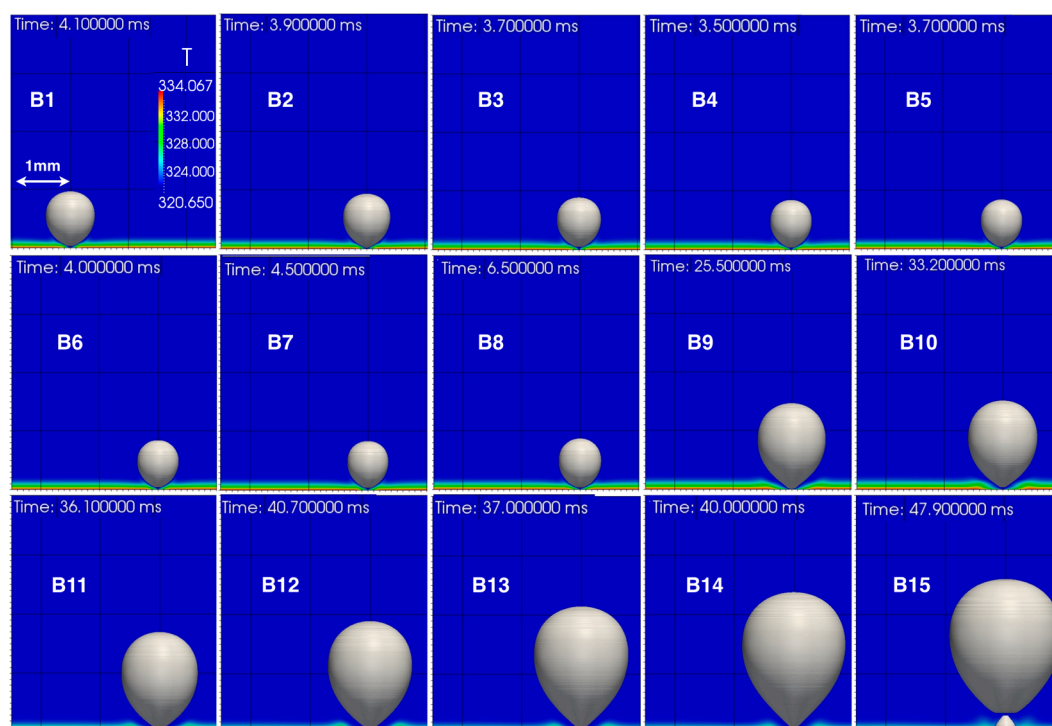 Time: 4.100000 ms
T
334.067
332.000
328.000
324.000
320.650
B1
1mm
Time: 3.900000 ms
B2
Time: 3.700000 ms
B3
Time: 3.500000 ms
B4
Time: 3.700000 ms
B5
Time: 4.000000 ms
B6
Time: 4.500000 ms
B7
Time: 6.500000 ms
B8
Time: 25.500000 ms
B9
Time: 33.200000 ms
B10
Time: 36.100000 ms
B11
Time: 40.700000 ms
B12
Time: 37.000000 ms
B13
Time: 40.000000 ms
B14
Time: 47.900000 ms
B15